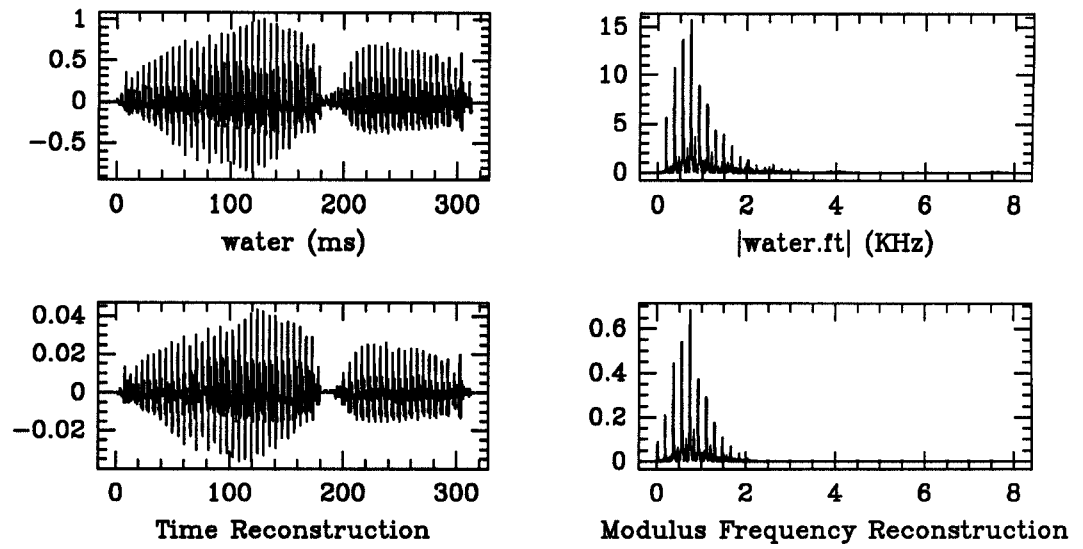 1
0.5
0
−0.5
0 100 200 300
water (ms)
15
10
5
0
0 2 4 6 8
|water.ft| (KHz)
0.04
0.02
0
−0.02
0 100 200 300
Time Reconstruction
0.6
0.4
0.2
0
0 2 4 6 8
Modulus Frequency Reconstruction